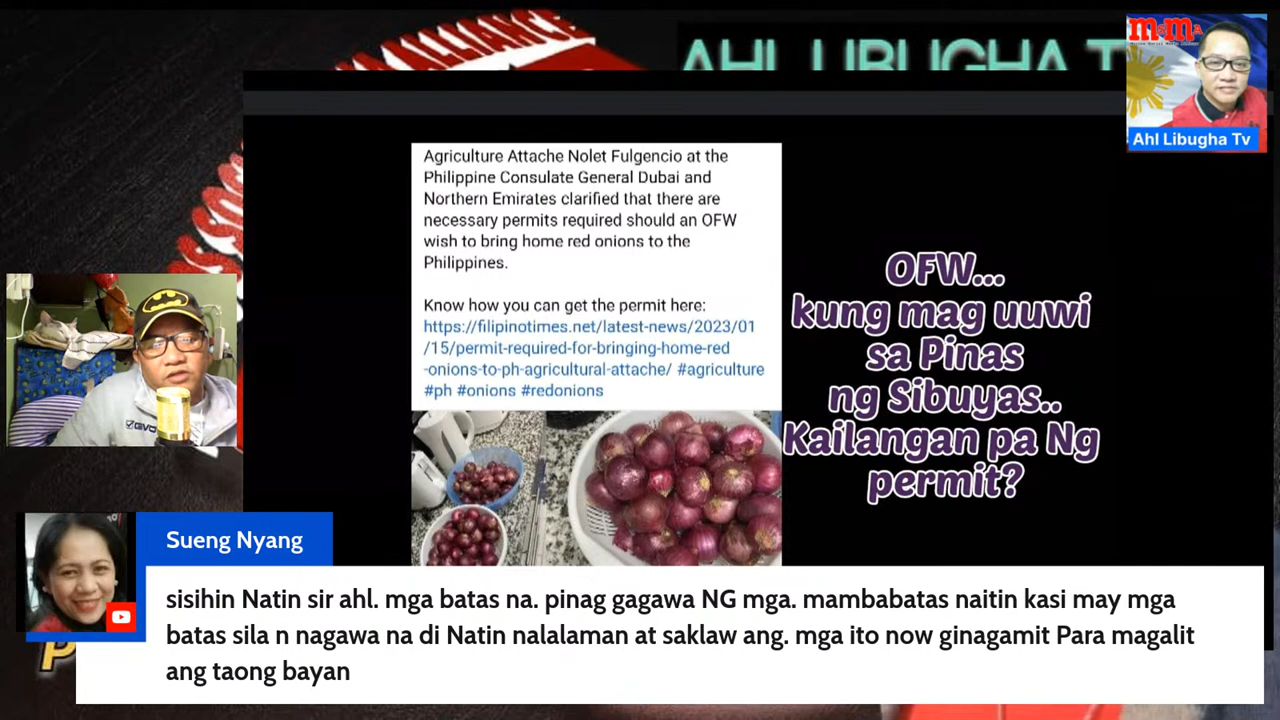 ALLIANCE
AHL LIBUGHA T
Ahl Libugha Tv
Agriculture Attache Nolet Fulgencio at the
Philippine Consulate General Dubai and
Northern Emirates clarified that there are
necessary permits required should an OFW
wish to bring home red onions to the
Philippines.
Know how you can get the permit here:
https://filipinotimes.net/latest-news/2023/01
/15/permit-required-for-bringing-home-red
-onions-to-ph-agricultural-attache/ #agriculture
#ph #onions #redonions
OFW...
kung mag uuwi
sa Pinas
ng Sibuyas..
Kailangan pa Ng
permit?
Sueng Nyang
sisihin Natin sir ahl. mga batas na. pinag gagawa NG mga. mambabatas naitin kasi may mga
batas sila n nagawa na di Natin nalalaman at saklaw ang. mga ito now ginagamit Para magalit
ang taong bayan